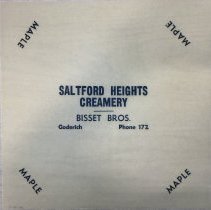 MAPLE
MAPLE
SALTFORD HEIGHTS
CREAMERY
BISSET BROS.
Goderich Phone 172
MAPLE
MAPLE